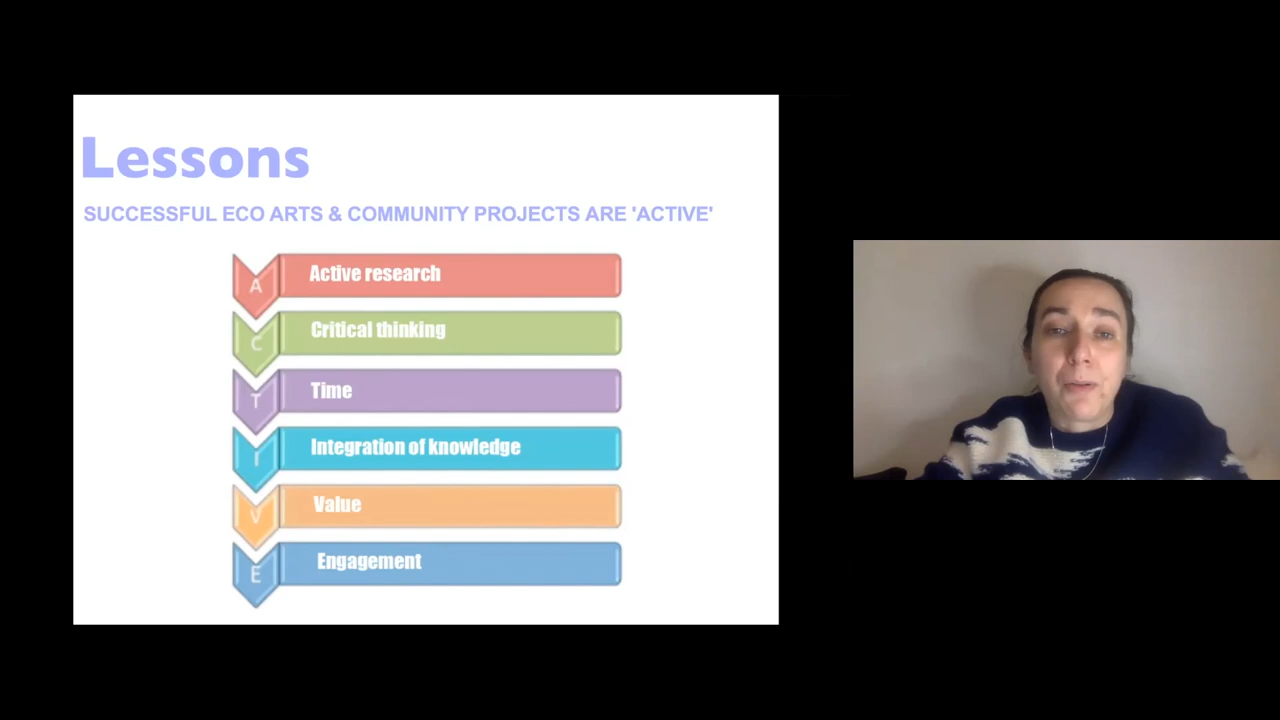 Lessons
SUCCESSFUL ECO ARTS & COMMUNITY PROJECTS ARE 'ACTIVE'
A Active research
C Critical thinking
T Time
I Integration of knowledge
V Value
E Engagement